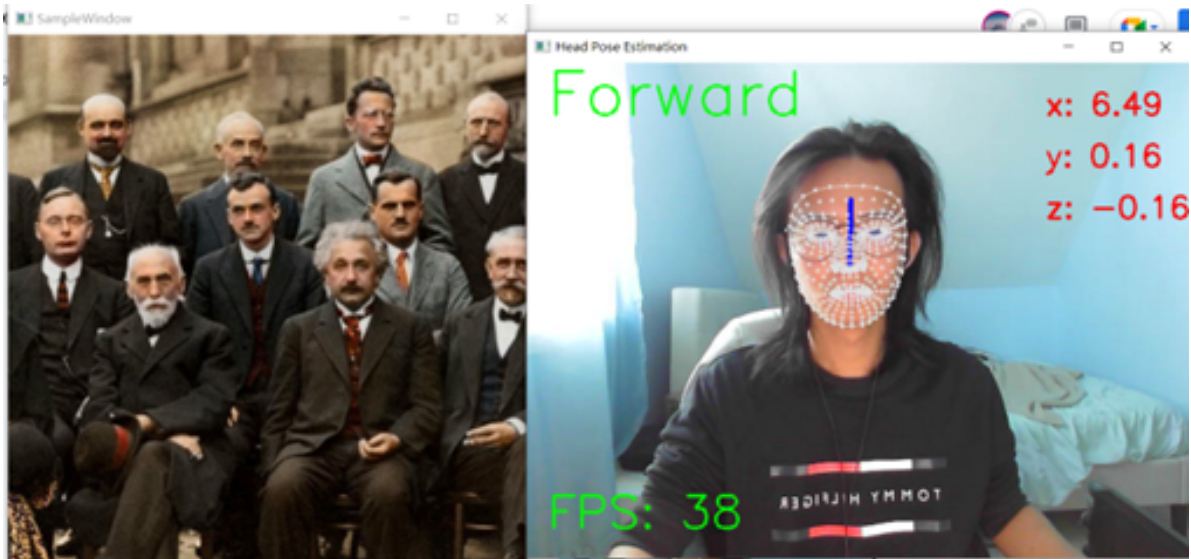 SampleWindow
Head Pose Estimation
Forward
x: 6.49
y: 0.16
z: -0.16
TOMMY HILFIGER
FPS: 38